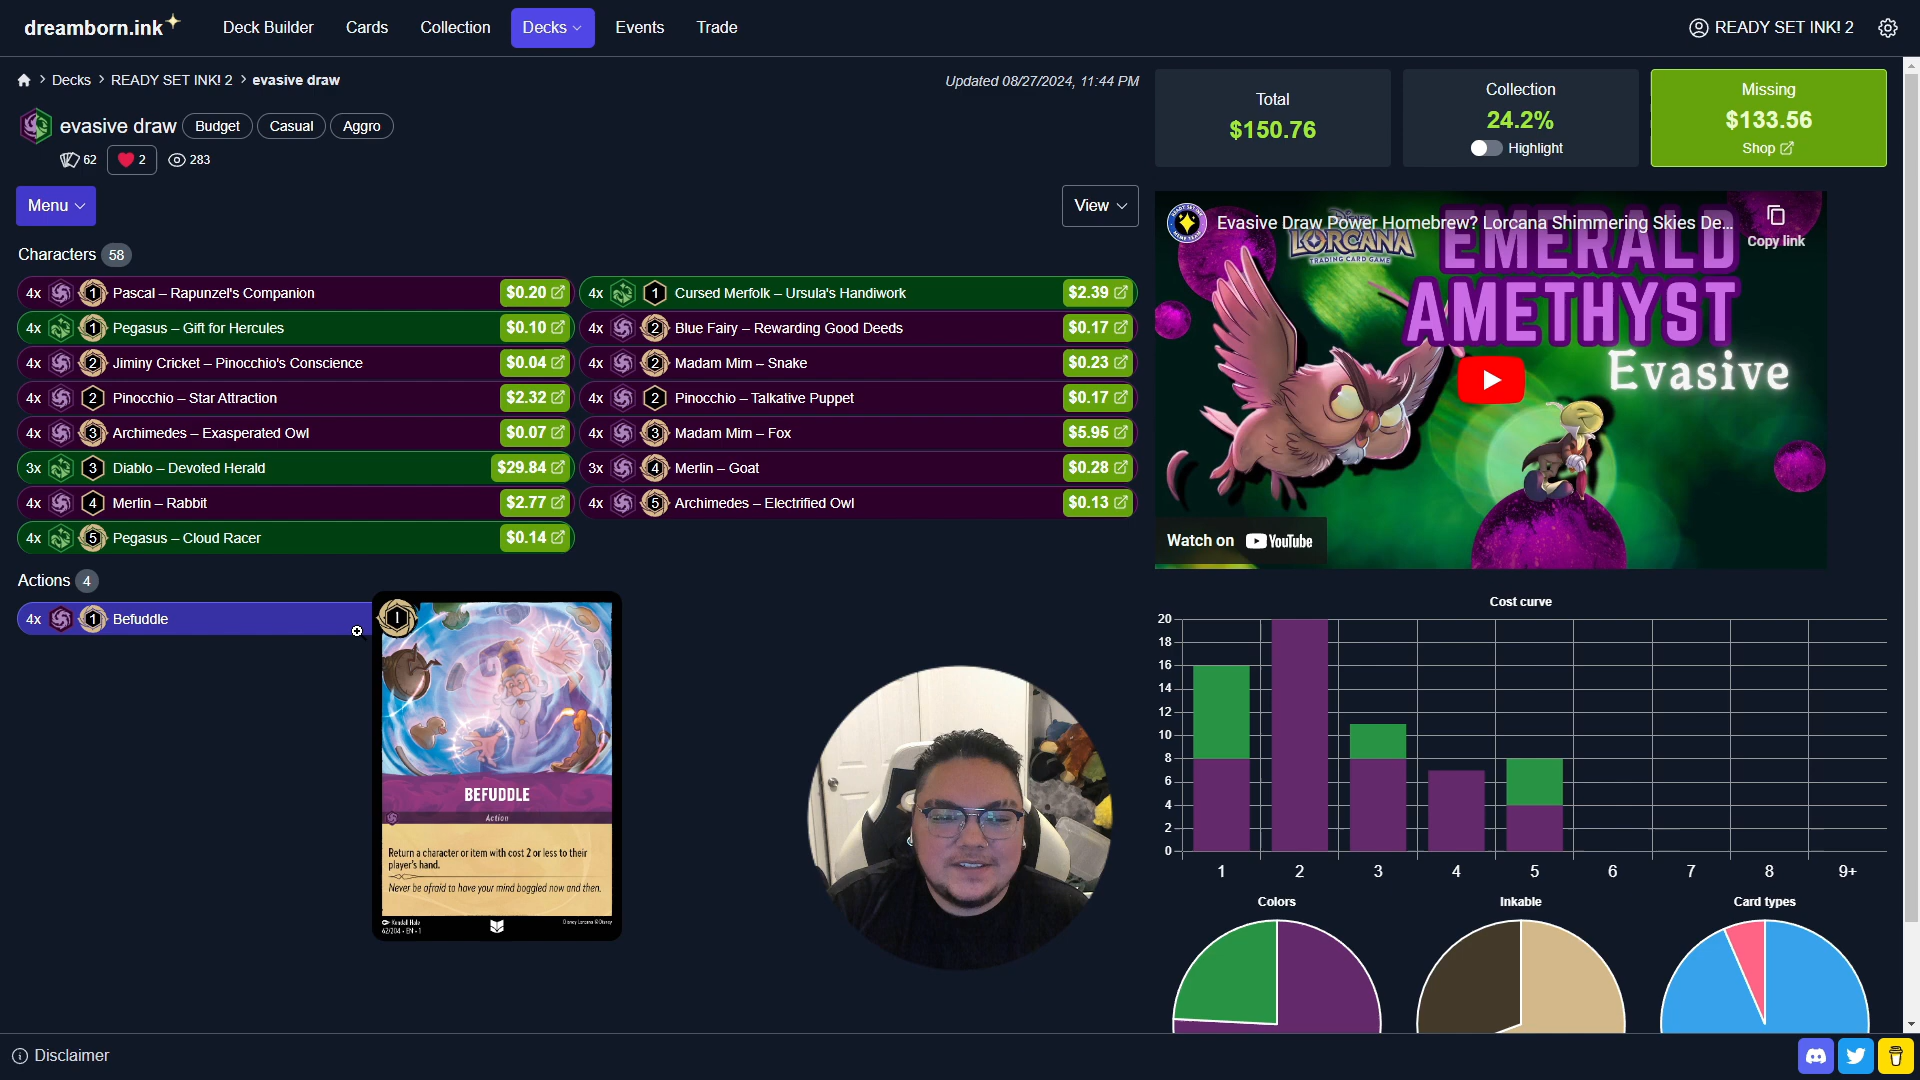 dreamborn.ink
Deck Builder
Cards
Collection
Decks
Events
Trade
READY SET INK! 2
Decks
READY SET INK! 2
evasive draw
Updated 08/27/2024, 11:44 PM
evasive draw
Budget
Casual
Aggro
62
2
283
Menu
View
Total
$150.76
Collection
24.2%
Highlight
Missing
$133.56
Shop
Characters 58
4x 1 Pascal – Rapunzel's Companion $0.20
4x 1 Cursed Merfolk – Ursula's Handiwork $2.39
4x 1 Pegasus – Gift for Hercules $0.10
4x 2 Blue Fairy – Rewarding Good Deeds $0.17
4x 2 Jiminy Cricket – Pinocchio's Conscience $0.04
4x 2 Madam Mim – Snake $0.23
4x 2 Pinocchio – Star Attraction $2.32
4x 2 Pinocchio – Talkative Puppet $0.17
4x 3 Archimedes – Exasperated Owl $0.07
4x 3 Madam Mim – Fox $5.95
3x 3 Diablo – Devoted Herald $29.84
3x 4 Merlin – Goat $0.28
4x 4 Merlin – Rabbit $2.77
4x 5 Archimedes – Electrified Owl $0.13
4x 5 Pegasus – Cloud Racer $0.14
Actions 4
4x 1 Befuddle
1
BEFUDDLE
Action
Return a character or item with cost 2 or less to their
player's hand.
Never be afraid to have your mind boggled now and then.
Kendall Hale
62/204 • EN • 1
Evasive Draw Power Homebrew? Lorcana Shimmering Skies De...
Copy link
Disney
LORCANA
TRADING CARD GAME
EMERALD
AMETHYST
Evasive
Watch on YouTube
Cost curve
20
18
16
14
12
10
8
6
4
2
0
1 2 3 4 5 6 7 8 9+
Colors
Inkable
Card types
Disclaimer